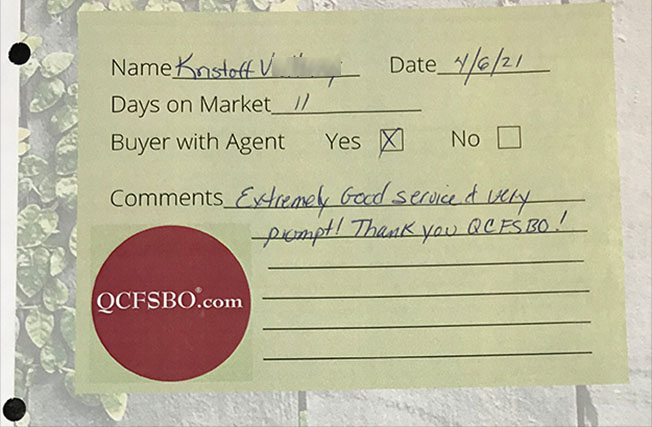 Name Kristoff V
Date 4/6/21
Days on Market 11
Buyer with Agent Yes No
Comments Extremely Good service & very
prompt! Thank you QCFSBO!
QCFSBO®.com